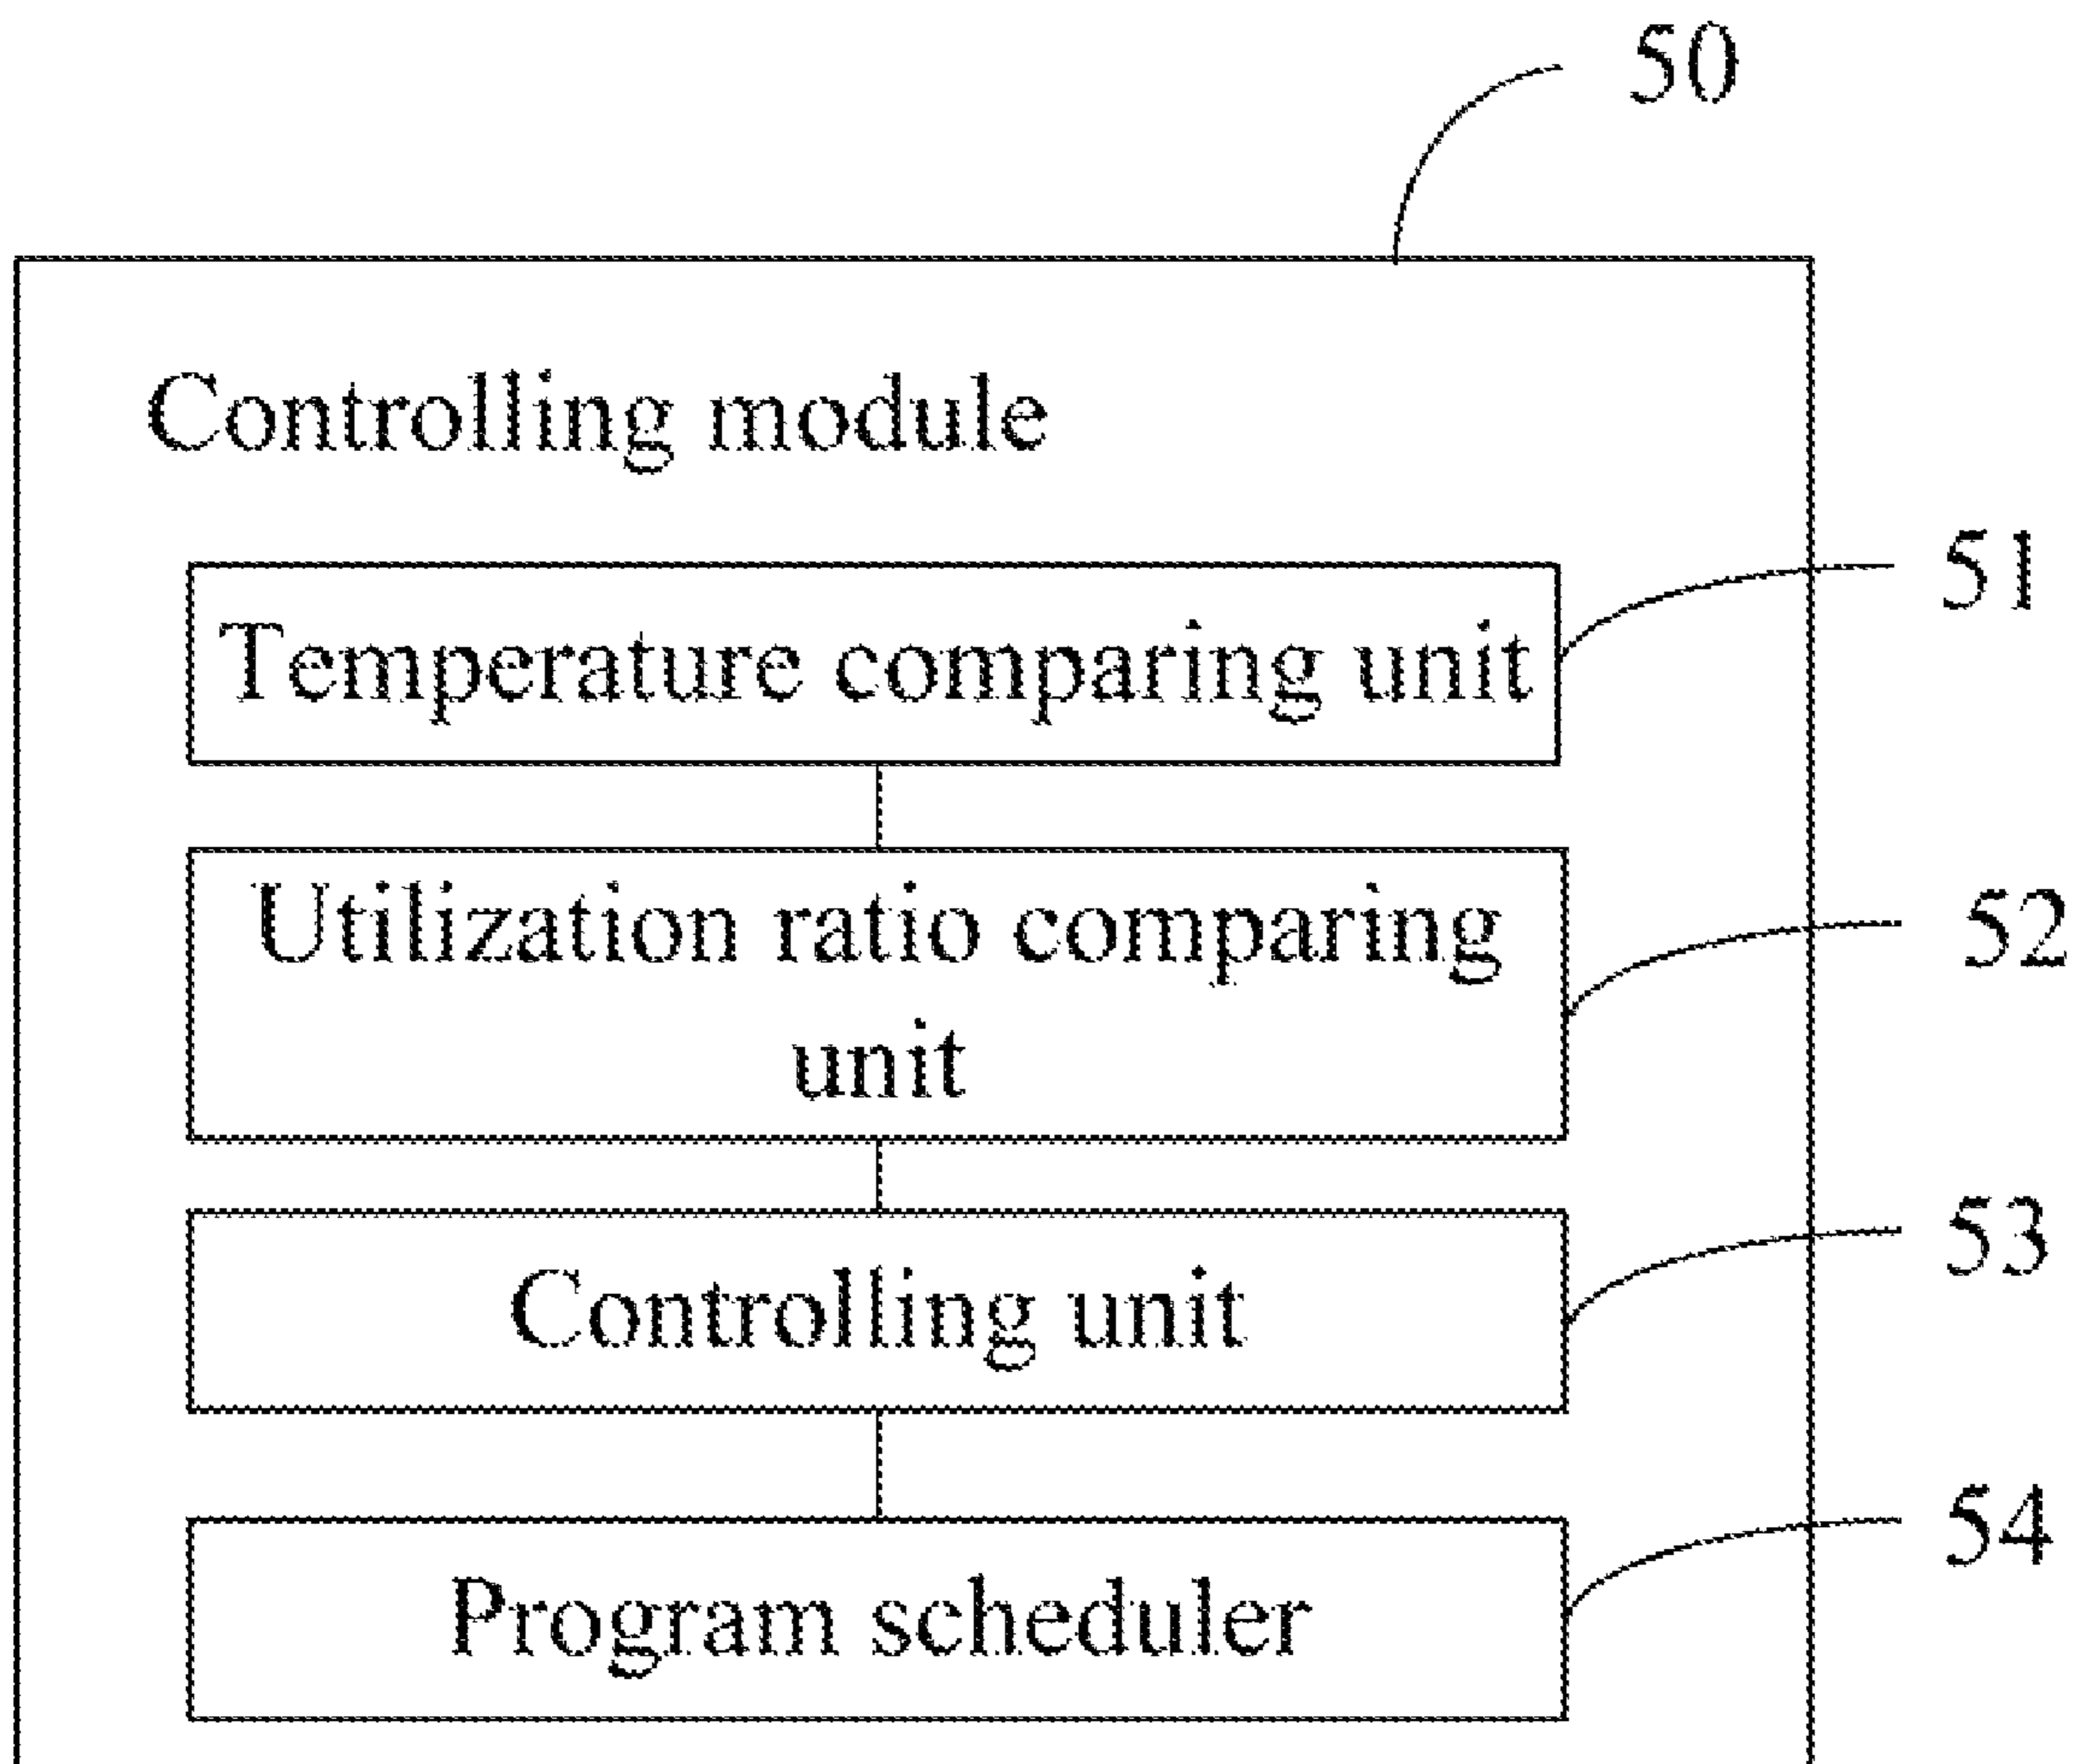 50
Controlling module
51
Temperature comparing unit
52
Utilization ratio comparing
unit
53
Controlling unit
54
Program scheduler